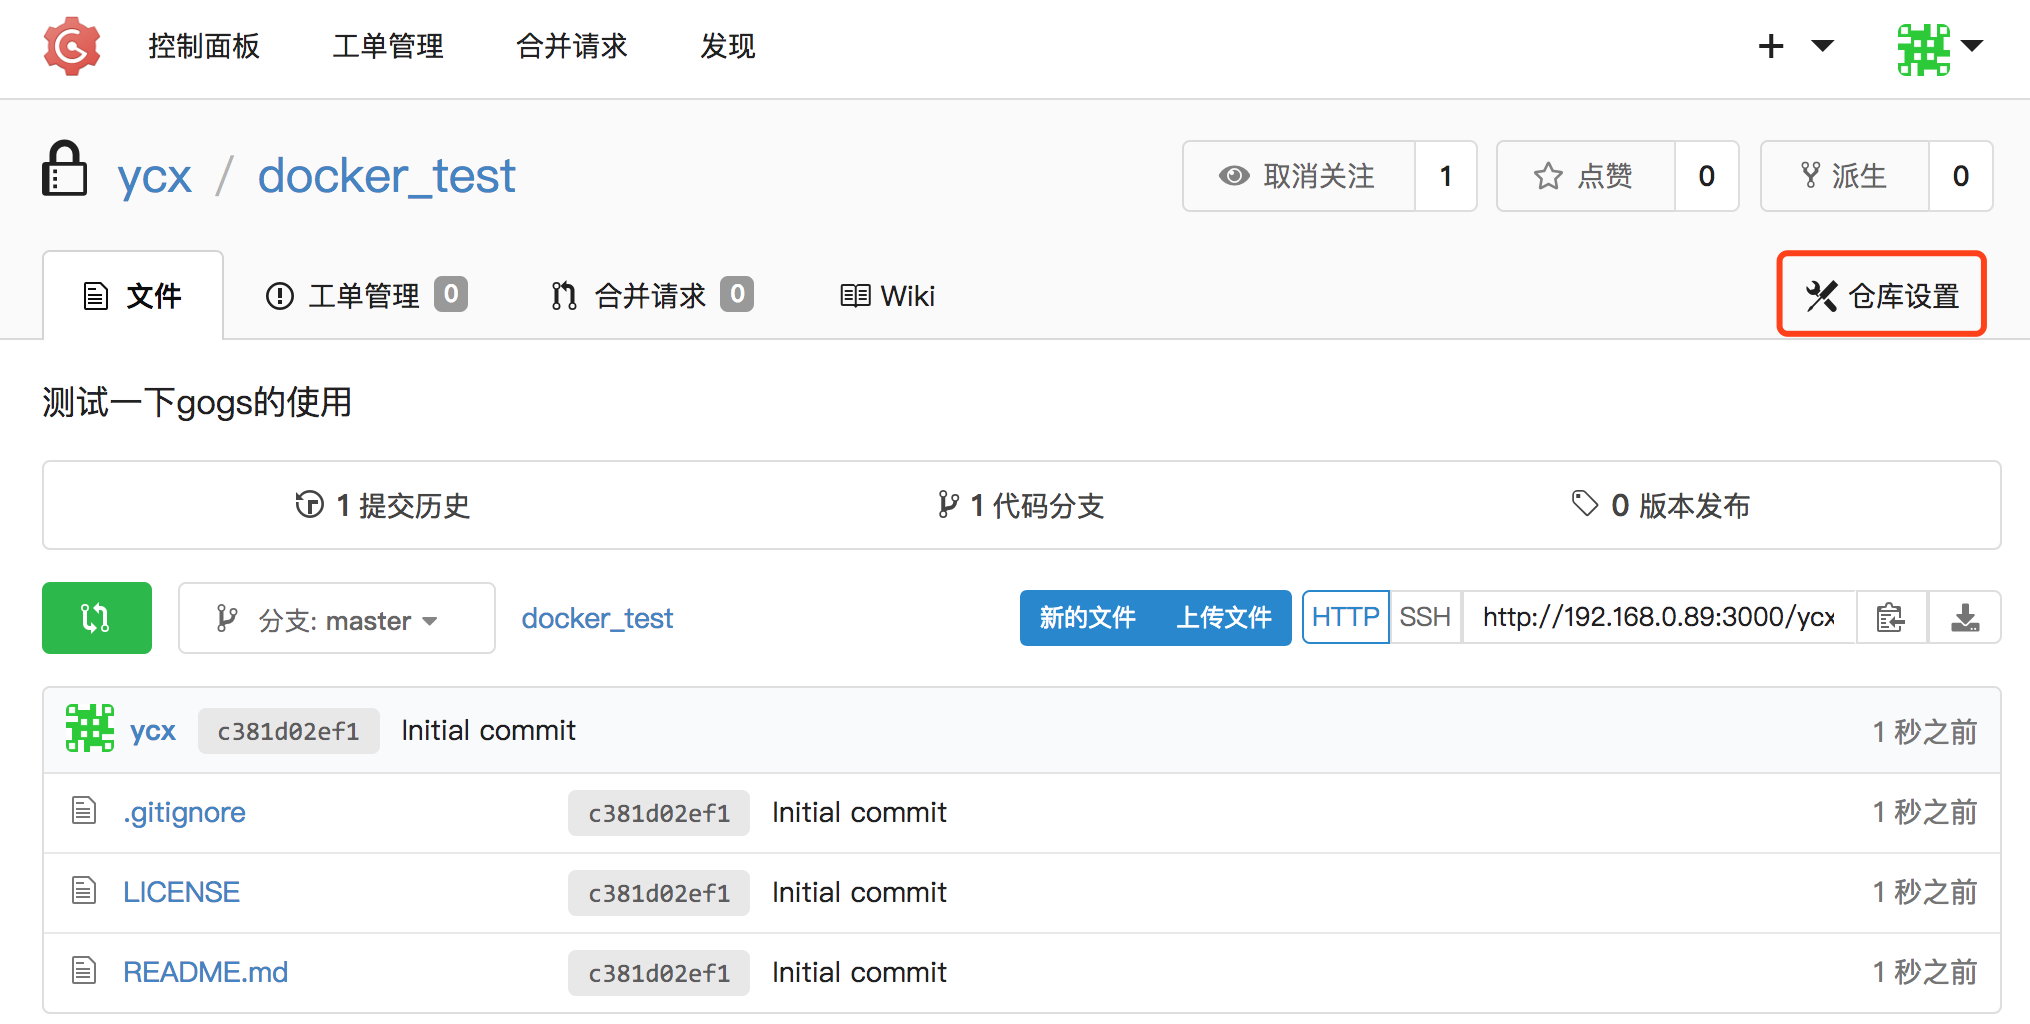 控制面板 工单管理 合并请求 发现
ycx / docker_test 取消关注 1 点赞 0 派生 0
文件 工单管理 0 合并请求 0 Wiki 仓库设置
测试一下gogs的使用
1 提交历史 1 代码分支 0 版本发布
分支: master docker_test 新的文件 上传文件 HTTP SSH http://192.168.0.89:3000/ycx
ycx c381d02ef1 Initial commit 1 秒之前
.gitignore c381d02ef1 Initial commit 1 秒之前
LICENSE c381d02ef1 Initial commit 1 秒之前
README.md c381d02ef1 Initial commit 1 秒之前